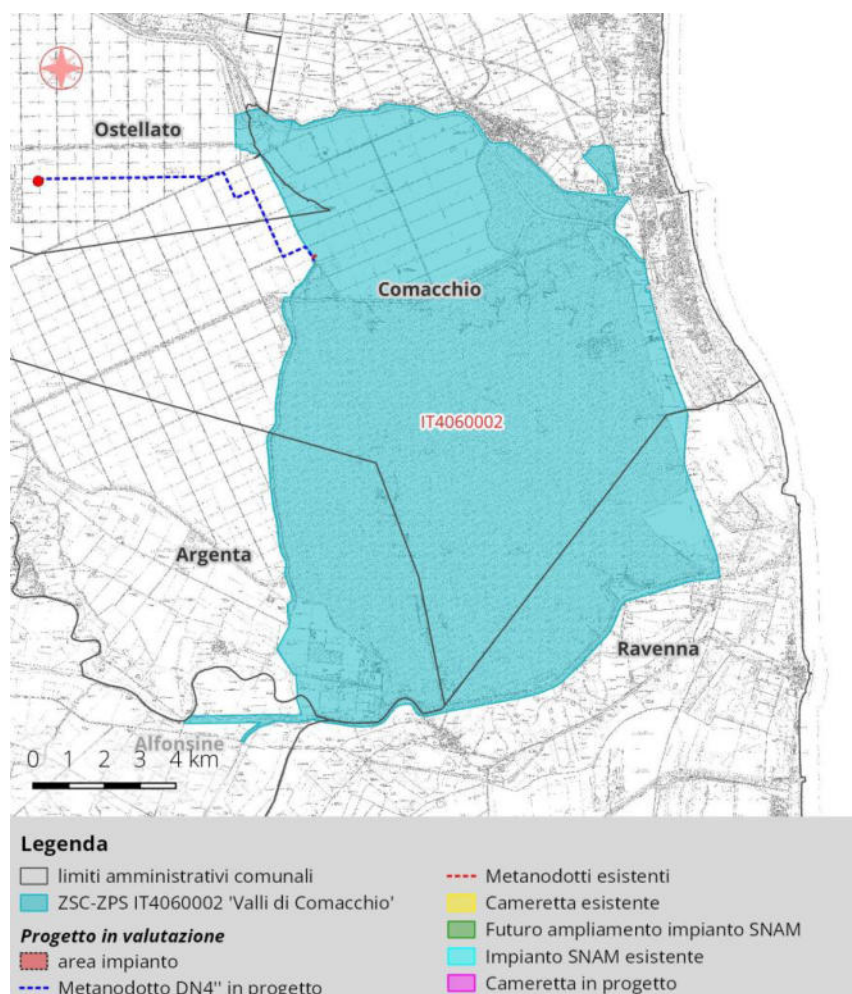 Ostellato
Comacchio
IT4060002
Argenta
Ravenna
Alfonsine
0 1 2 3 4 km
Legenda
limiti amministrativi comunali
ZSC-ZPS IT4060002 'Valli di Comacchio'
Progetto in valutazione
area impianto
Metanodotto DN4'' in progetto
Metanodotti esistenti
Cameretta esistente
Futuro ampliamento impianto SNAM
Impianto SNAM esistente
Cameretta in progetto